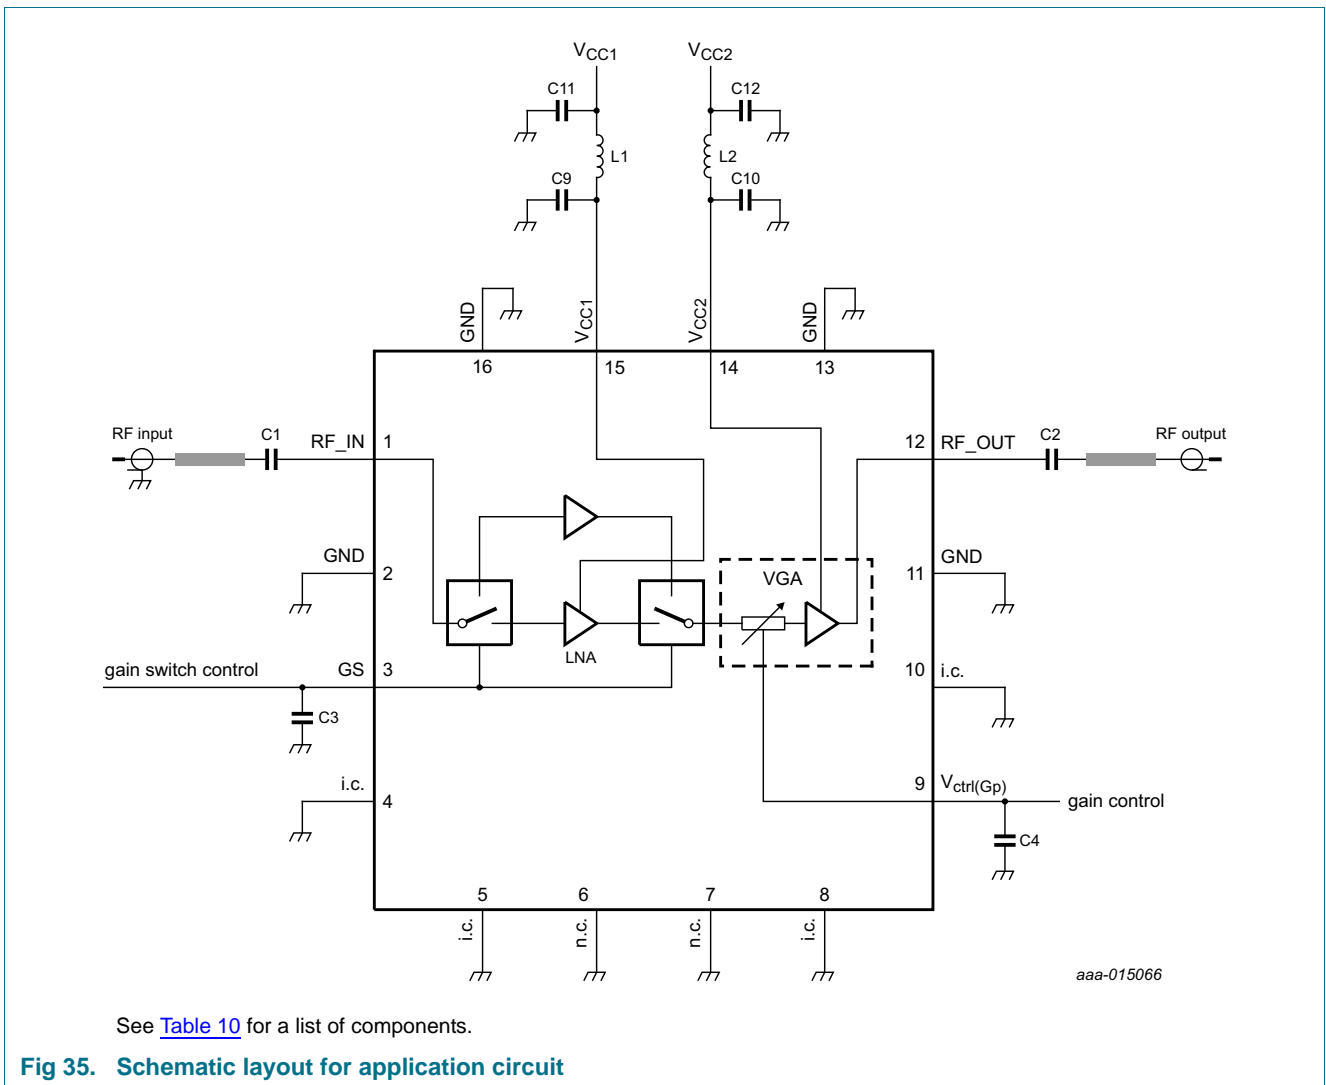 VCC1
VCC2
C11
C12
L1
L2
C9
C10
GND
VCC1
VCC2
GND
16
15
14
13
RF input
C1
RF_IN
1
12
RF_OUT
C2
RF output
GND
2
11
GND
VGA
LNA
gain switch control
GS
3
10
i.c.
C3
i.c.
4
9
Vctrl(Gp)
gain control
C4
5
6
7
8
i.c.
n.c.
n.c.
i.c.
aaa-015066
See Table 10 for a list of components.
Fig 35. Schematic layout for application circuit